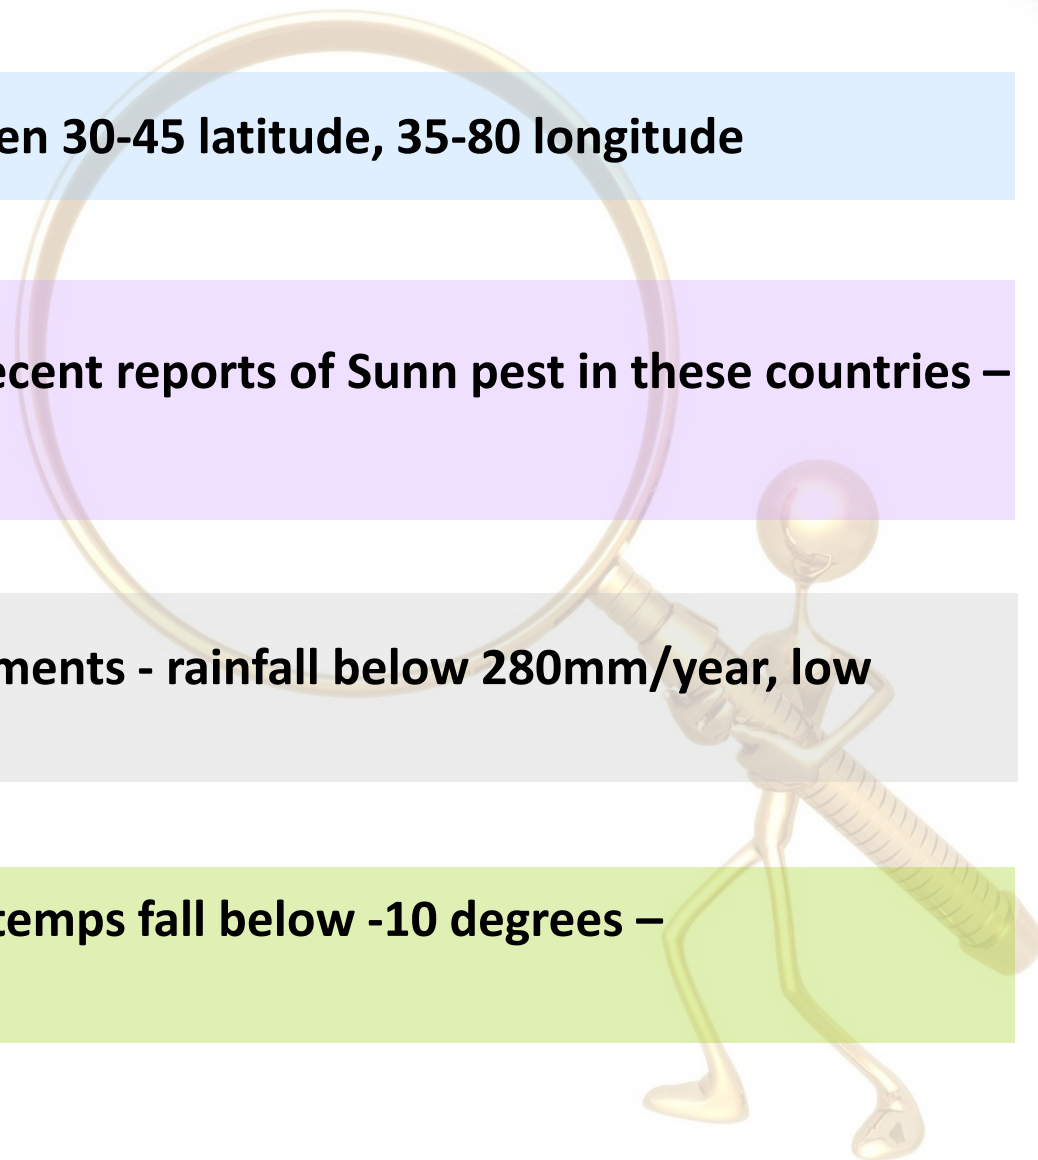 en 30-45 latitude, 35-80 longitude
ecent reports of Sunn pest in these countries –
ments - rainfall below 280mm/year, low
temps fall below -10 degrees –